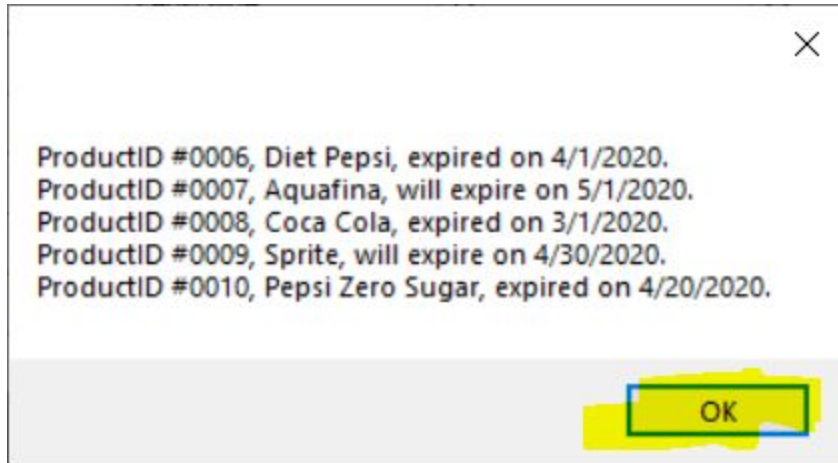 ProductID #0006, Diet Pepsi, expired on 4/1/2020.
ProductID #0007, Aquafina, will expire on 5/1/2020.
ProductID #0008, Coca Cola, expired on 3/1/2020.
ProductID #0009, Sprite, will expire on 4/30/2020.
ProductID #0010, Pepsi Zero Sugar, expired on 4/20/2020.
OK